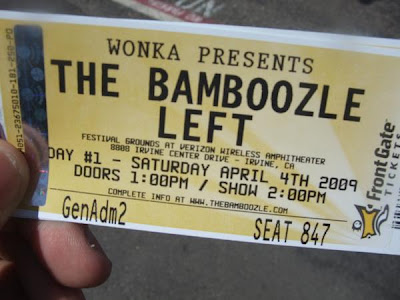 WONKA PRESENTS
THE BAMBOOZLE
LEFT
FESTIVAL GROUNDS AT VERIZON WIRELESS AMPHITHEATER
8808 IRVINE CENTER DRIVE - IRVINE, CA
DAY #1 - SATURDAY APRIL 4TH 2009
DOORS 1:00PM / SHOW 2:00PM
COMPLETE INFO AT WWW.THEBAMBOOZLE.COM
GenAdm2
SEAT 847
FrontGate
TICKETS